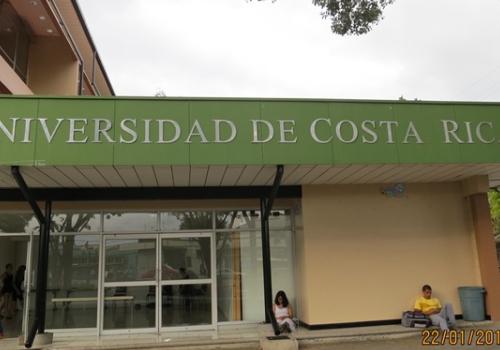 NIVERSIDAD DE COSTA RIC
22/01/201